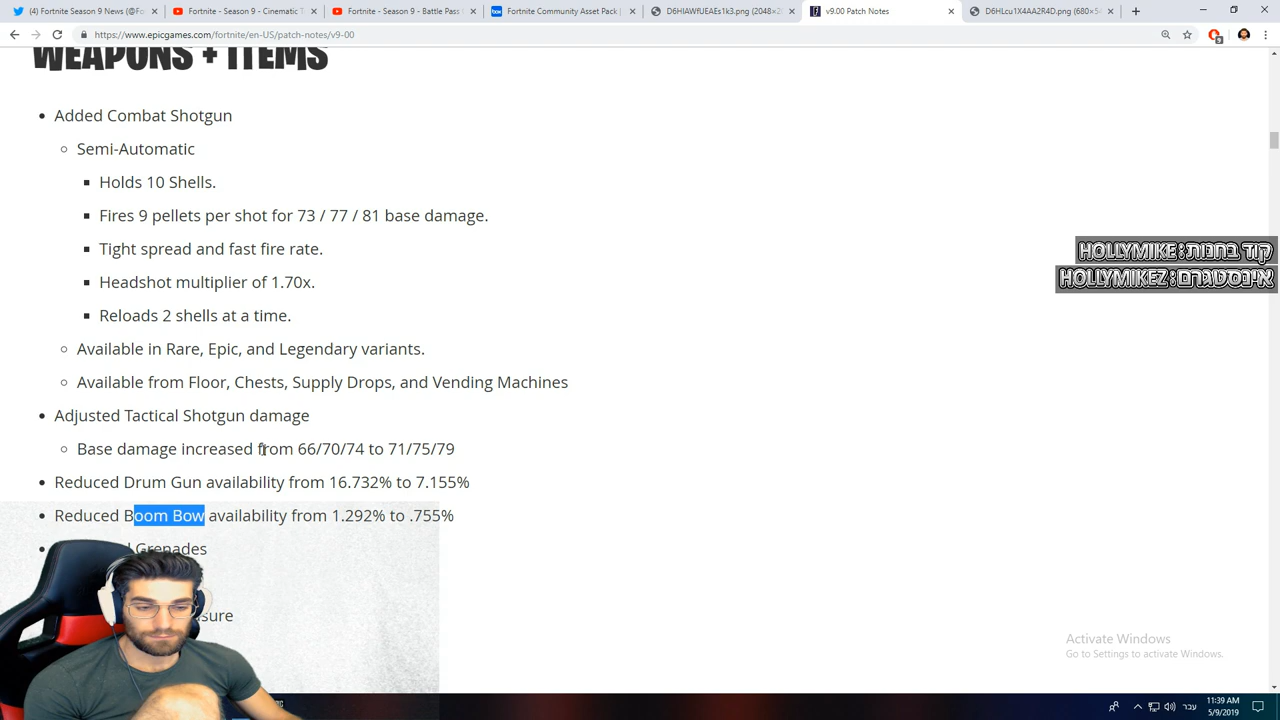 (4) Fortnite Season 9 News (@F
Fortnite - Season 9 - Cinematic T
Fortnite - Season 9 - Battle Pass
Fortnite Community Asset Pack |
D6HIAWfUEAEs1k3.png (2048×2
v9.00 Patch Notes
D6HLcu1X4AA2R4D.png (680×54
https://www.epicgames.com/fortnite/en-US/patch-notes/v9-00
WEAPONS + ITEMS
Added Combat Shotgun
Semi-Automatic
Holds 10 Shells.
Fires 9 pellets per shot for 73 / 77 / 81 base damage.
Tight spread and fast fire rate.
Headshot multiplier of 1.70x.
Reloads 2 shells at a time.
Available in Rare, Epic, and Legendary variants.
Available from Floor, Chests, Supply Drops, and Vending Machines
Adjusted Tactical Shotgun damage
Base damage increased from 66/70/74 to 71/75/79
Reduced Drum Gun availability from 16.732% to 7.155%
Reduced Boom Bow availability from 1.292% to .755%
Grenades
קוד בחנות: HOLLYMIKE
אינסטגרם: HOLLYMIKEZ
Activate Windows
Go to Settings to activate Windows.
עבר
11:39 AM
5/9/2019